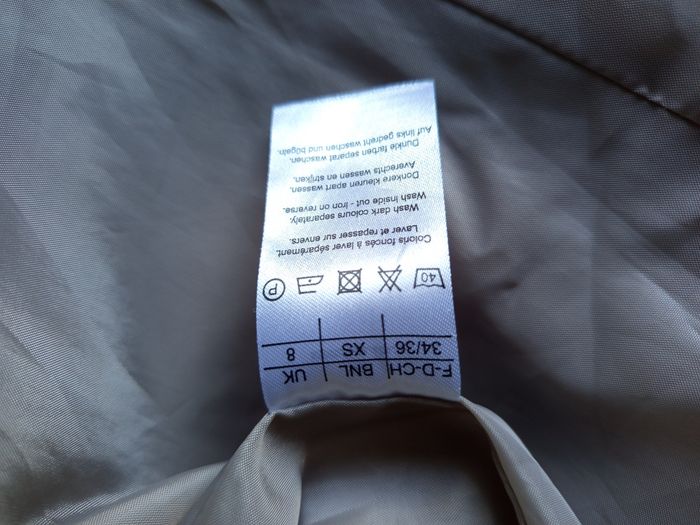 F-D-CH BNL UK
34/36 XS 8
40 P
Coloris foncés à laver séparément.
Laver et repasser sur envers.
Wash dark colours separately.
Wash Inside out - Iron on reverse.
Donkere kleuren apart wassen.
Averechts wassen en strijken.
Dunkle farben separat waschen.
Auf links gedreht waschen und bügeln.